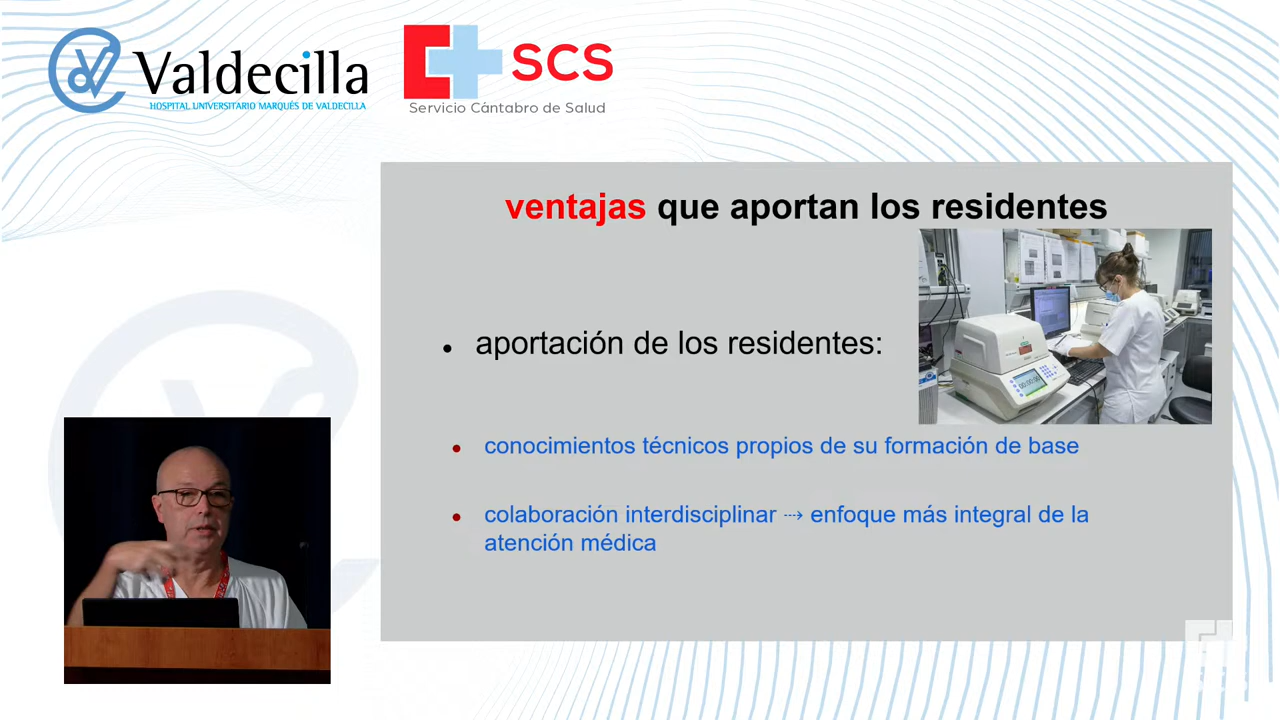 Valdecilla
HOSPITAL UNIVERSITARIO MARQUÉS DE VALDECILLA
SCS
Servicio Cántabro de Salud
ventajas que aportan los residentes
• aportación de los residentes:
• conocimientos técnicos propios de su formación de base
• colaboración interdisciplinar ⇢ enfoque más integral de la
atención médica